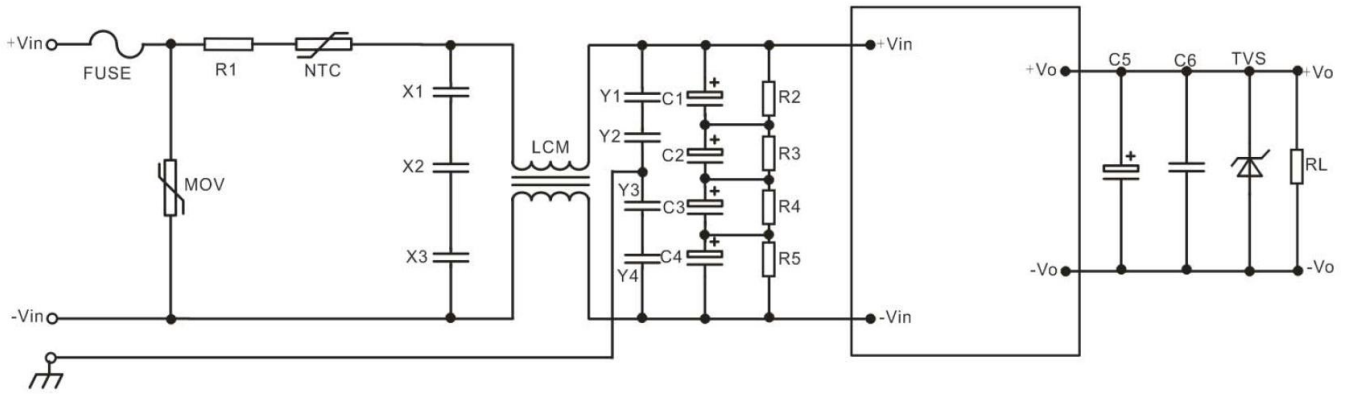 +Vin
FUSE
R1
NTC
MOV
-Vin
X1
X2
X3
LCM
Y1
Y2
Y3
Y4
C1
C2
C3
C4
+
+
+
+
R2
R3
R4
R5
+Vin
-Vin
+Vo
-Vo
C5
C6
TVS
+Vo
+
RL
-Vo